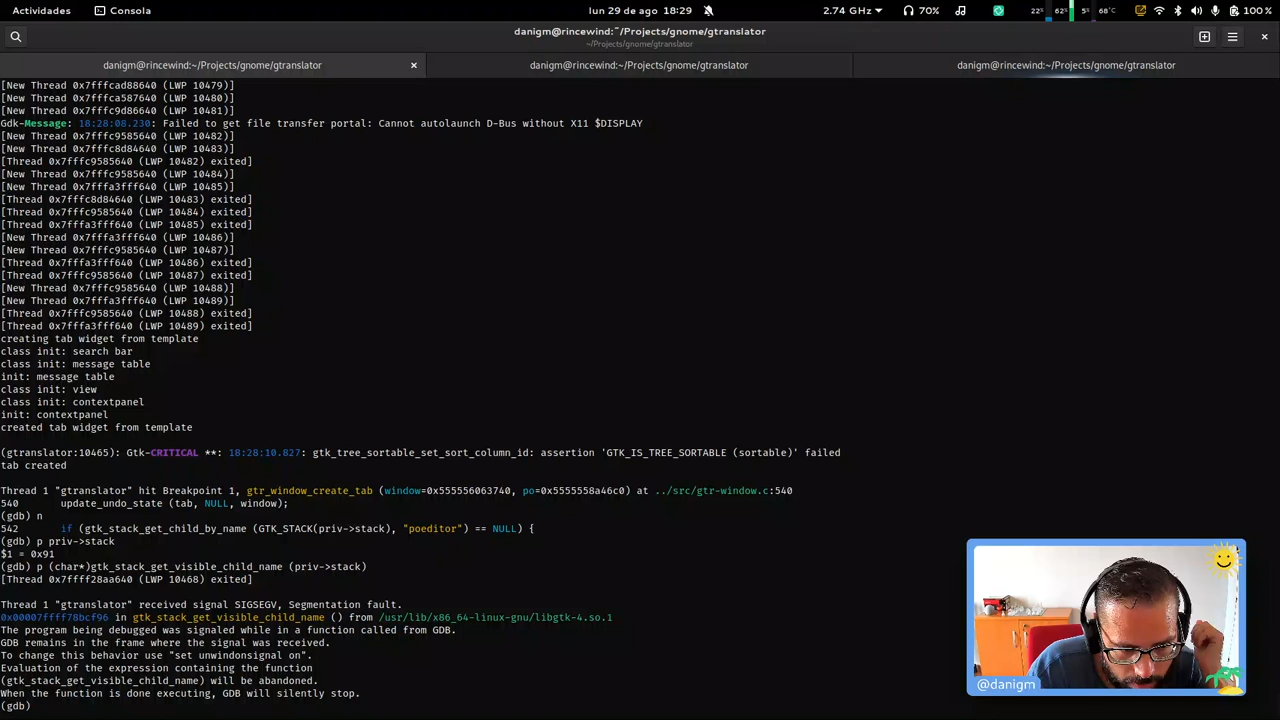 Actividades
Consola
lun 29 de ago 18:29
2.74 GHz
70%
22%
62%
5%
68°C
100 %
danigm@rincewind:~/Projects/gnome/gtranslator
~/Projects/gnome/gtranslator
danigm@rincewind:~/Projects/gnome/gtranslator
danigm@rincewind:~/Projects/gnome/gtranslator
danigm@rincewind:~/Projects/gnome/gtranslator
[New Thread 0x7fffcad88640 (LWP 10479)]
[New Thread 0x7fffca587640 (LWP 10480)]
[New Thread 0x7fffc9d86640 (LWP 10481)]
Gdk-Message: 18:28:08.230: Failed to get file transfer portal: Cannot autolaunch D-Bus without X11 $DISPLAY
[New Thread 0x7fffc9585640 (LWP 10482)]
[New Thread 0x7fffc8d84640 (LWP 10483)]
[Thread 0x7fffc9585640 (LWP 10482) exited]
[New Thread 0x7fffc9585640 (LWP 10484)]
[New Thread 0x7fffa3fff640 (LWP 10485)]
[Thread 0x7fffc8d84640 (LWP 10483) exited]
[Thread 0x7fffc9585640 (LWP 10484) exited]
[Thread 0x7fffa3fff640 (LWP 10485) exited]
[New Thread 0x7fffa3fff640 (LWP 10486)]
[New Thread 0x7fffc9585640 (LWP 10487)]
[Thread 0x7fffa3fff640 (LWP 10486) exited]
[Thread 0x7fffc9585640 (LWP 10487) exited]
[New Thread 0x7fffc9585640 (LWP 10488)]
[New Thread 0x7fffa3fff640 (LWP 10489)]
[Thread 0x7fffc9585640 (LWP 10488) exited]
[Thread 0x7fffa3fff640 (LWP 10489) exited]
creating tab widget from template
class init: search bar
class init: message table
init: message table
class init: view
class init: contextpanel
init: contextpanel
created tab widget from template
(gtranslator:10465): Gtk-CRITICAL **: 18:28:10.827: gtk_tree_sortable_set_sort_column_id: assertion 'GTK_IS_TREE_SORTABLE (sortable)' failed
tab created
Thread 1 "gtranslator" hit Breakpoint 1, gtr_window_create_tab (window=0x555556063740, po=0x5555558a46c0) at ../src/gtr-window.c:540
540 update_undo_state (tab, NULL, window);
(gdb) n
542 if (gtk_stack_get_child_by_name (GTK_STACK(priv->stack), "poeditor") == NULL) {
(gdb) p priv->stack
$1 = 0x91
(gdb) p (char*)gtk_stack_get_visible_child_name (priv->stack)
[Thread 0x7ffff28aa640 (LWP 10468) exited]
Thread 1 "gtranslator" received signal SIGSEGV, Segmentation fault.
0x00007ffff78bcf96 in gtk_stack_get_visible_child_name () from /usr/lib/x86_64-linux-gnu/libgtk-4.so.1
The program being debugged was signaled while in a function called from GDB.
GDB remains in the frame where the signal was received.
To change this behavior use "set unwindonsignal on".
Evaluation of the expression containing the function
(gtk_stack_get_visible_child_name) will be abandoned.
When the function is done executing, GDB will silently stop.
(gdb)
@danigm